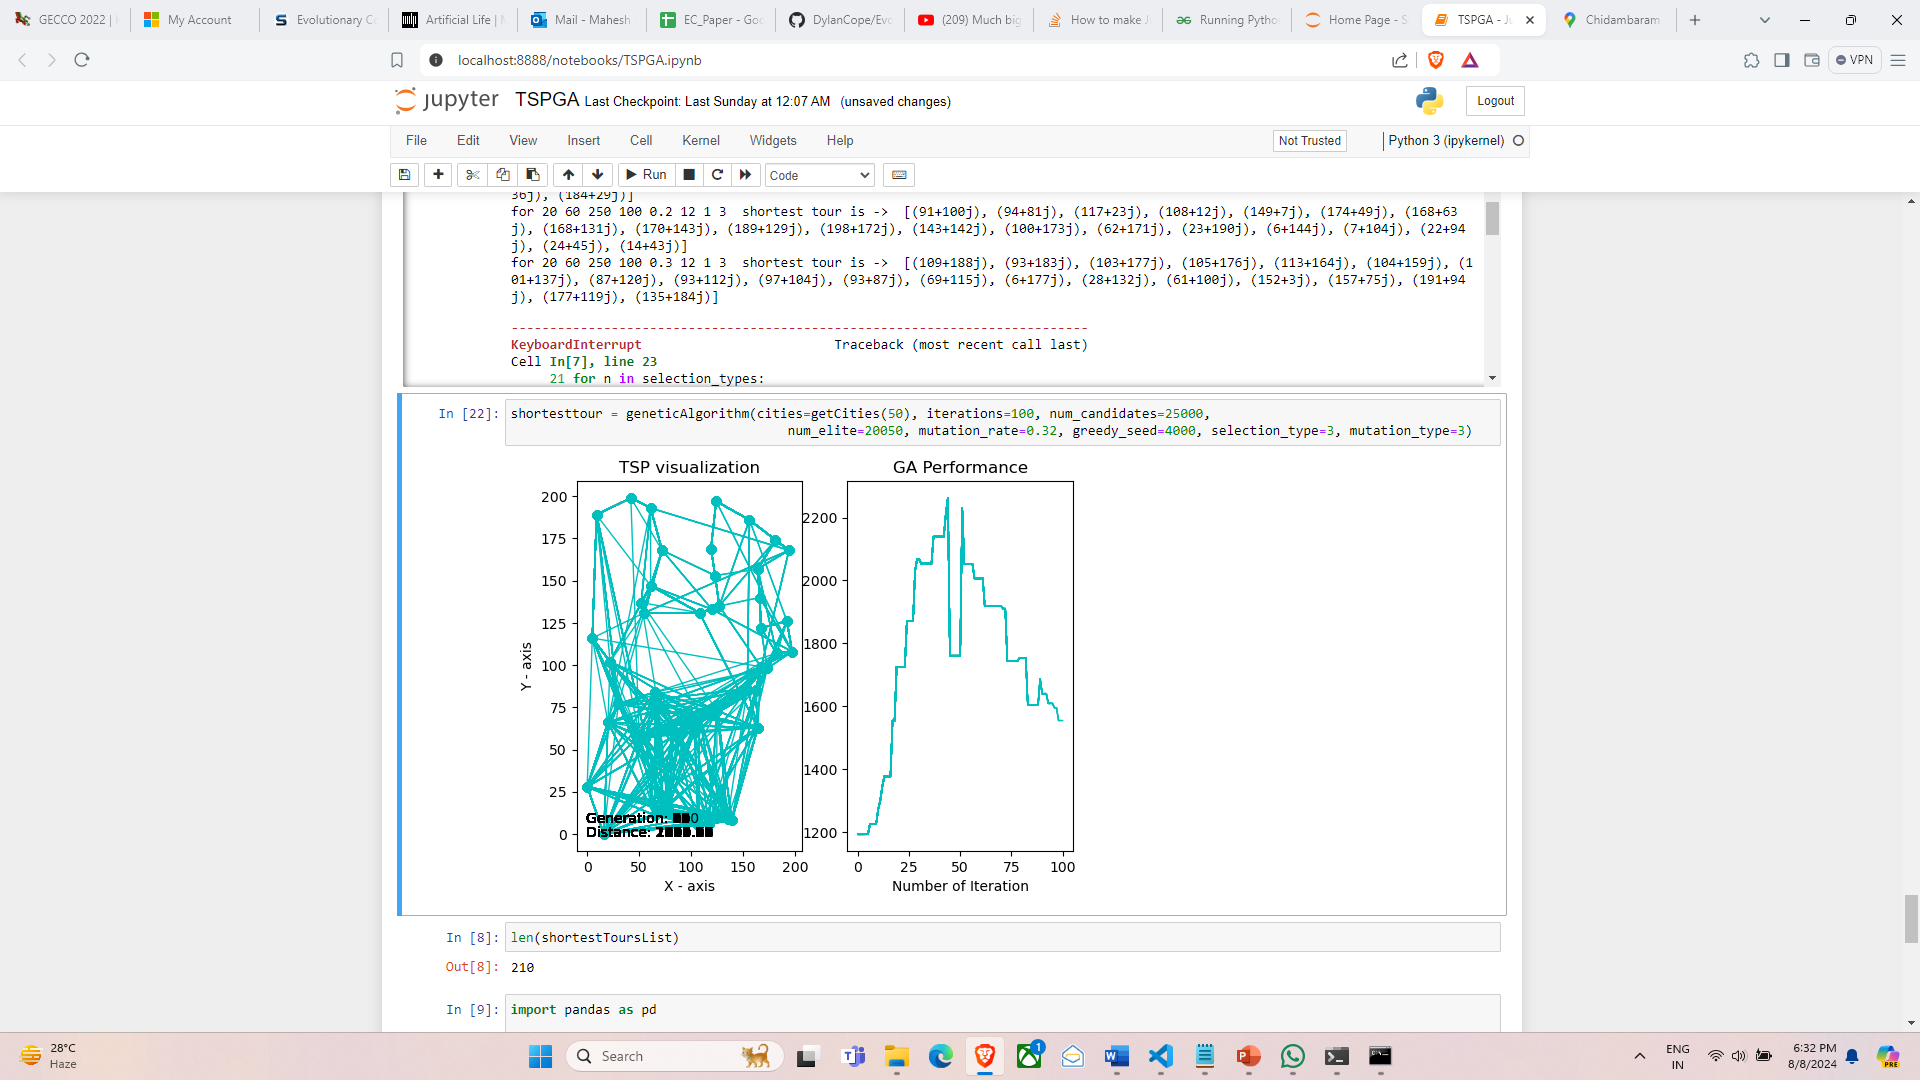 GECCO 2022 |
My Account
Evolutionary C
Artificial Life | M
Mail - Mahesh
EC_Paper - Goo
DylanCope/Evo
(209) Much big
How to make J
Running Pytho
Home Page - S
TSPGA - Ju
Chidambaram
localhost:8888/notebooks/TSPGA.ipynb
VPN
jupyter TSPGA Last Checkpoint: Last Sunday at 12:07 AM (unsaved changes)
Logout
File Edit View Insert Cell Kernel Widgets Help
Not Trusted
Python 3 (ipykernel)
Run
Code
36j), (184+29j)]
for 20 60 250 100 0.2 12 1 3  shortest tour is ->  [(91+100j), (94+81j), (117+23j), (108+12j), (149+7j), (174+49j), (168+63
j), (168+131j), (170+143j), (189+129j), (198+172j), (143+142j), (100+173j), (62+171j), (23+190j), (6+144j), (7+104j), (22+94
j), (24+45j), (14+43j)]
for 20 60 250 100 0.3 12 1 3  shortest tour is ->  [(109+188j), (93+183j), (103+177j), (105+176j), (113+164j), (104+159j), (1
01+137j), (87+120j), (93+112j), (97+104j), (93+87j), (69+115j), (6+177j), (28+132j), (61+100j), (152+3j), (157+75j), (191+94
j), (177+119j), (135+184j)]
---------------------------------------------------------------------------
KeyboardInterrupt                         Traceback (most recent call last)
Cell In[7], line 23
21 for n in selection_types:
In [22]:
shortesttour = geneticAlgorithm(cities=getCities(50), iterations=100, num_candidates=25000,
num_elite=20050, mutation_rate=0.32, greedy_seed=4000, selection_type=3, mutation_type=3)
TSP visualization
200
175
150
125
100
75
50
25
0
Y - axis
Generation:
Distance:
0 50 100 150 200
X - axis
GA Performance
2200
2000
1800
1600
1400
1200
0 25 50 75 100
Number of Iteration
In [8]: len(shortestToursList)
Out[8]: 210
In [9]: import pandas as pd
28°C
Haze
Search
1
ENG
IN
6:32 PM
8/8/2024
PRE